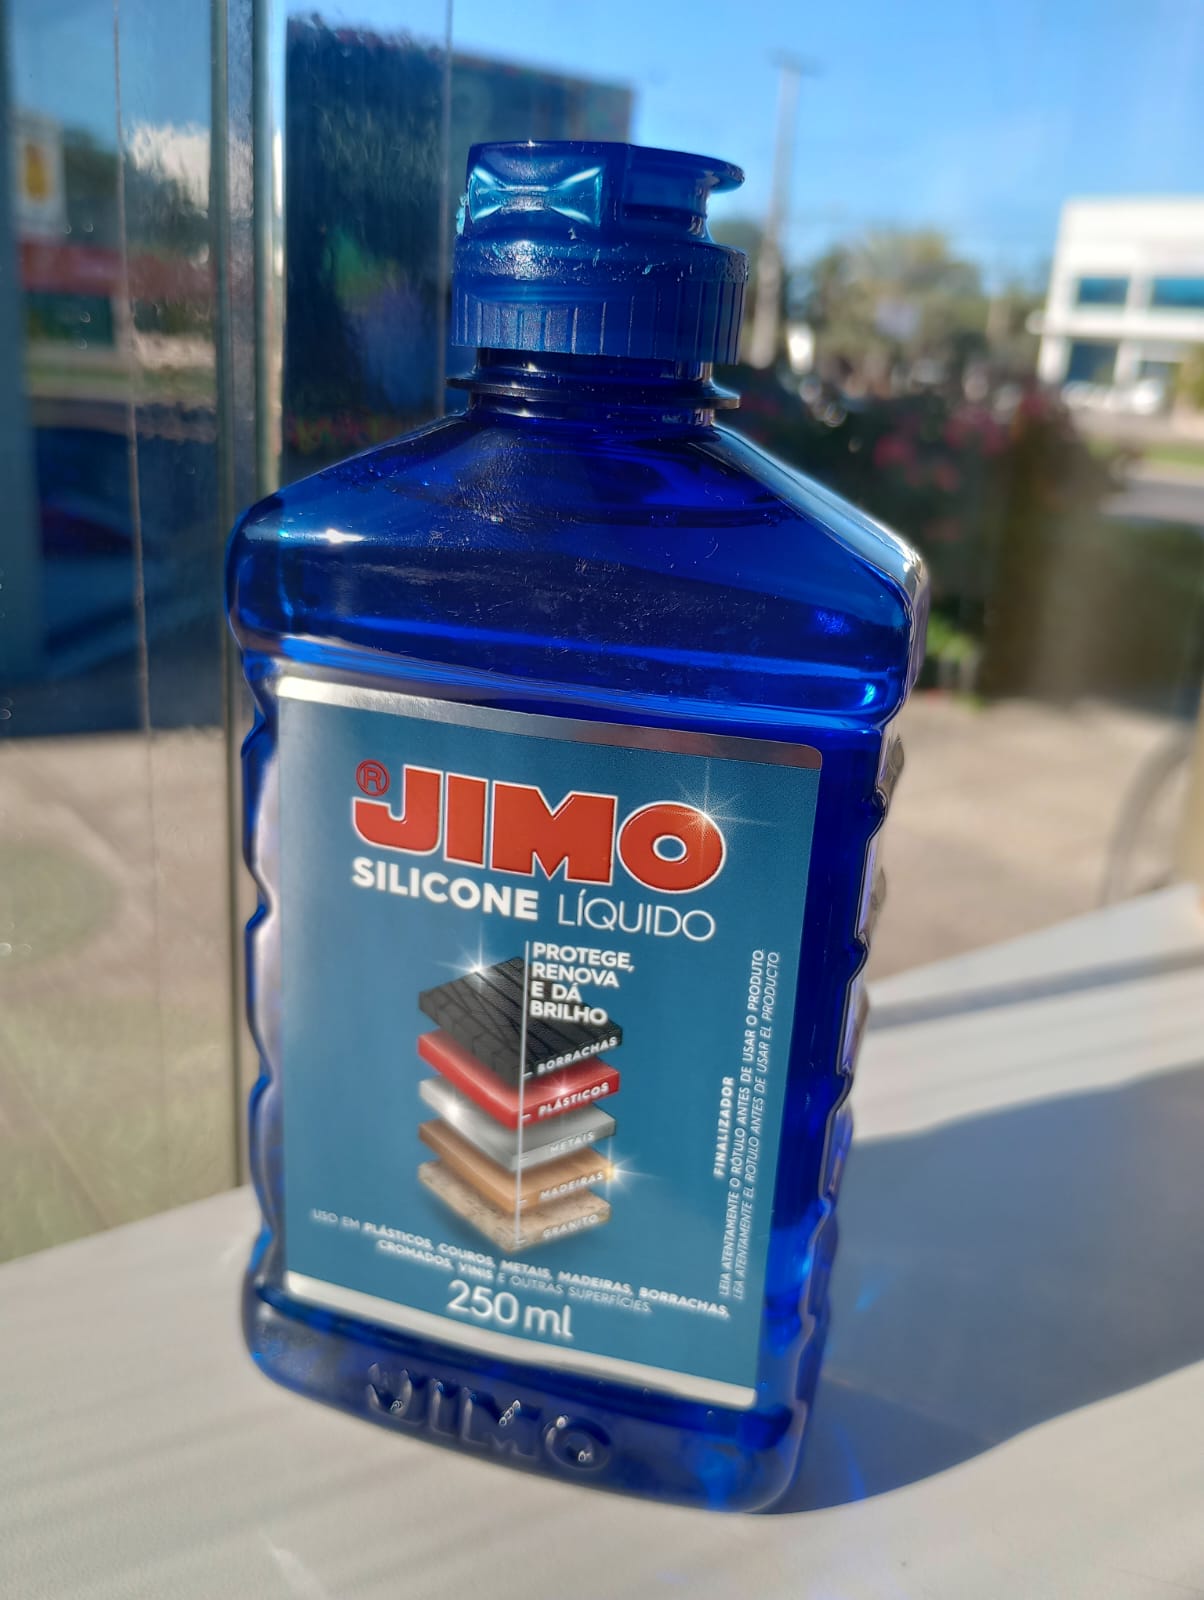 ® JIMO
SILICONE LÍQUIDO
PROTEGE,
RENOVA
E DÁ
BRILHO
BORRACHAS
PLÁSTICOS
METAIS
MADEIRAS
GRANITO
USO EM PLÁSTICOS, COUROS, METAIS, MADEIRAS, BORRACHAS,
CROMADOS, VINIS E OUTRAS SUPERFÍCIES.
250 ml
FINALIZADOR
LEIA ATENTAMENTE O RÓTULO ANTES DE USAR O PRODUTO.
LEA ATENTAMENTE EL ROTULO ANTES DE USAR EL PRODUCTO.
JIMO